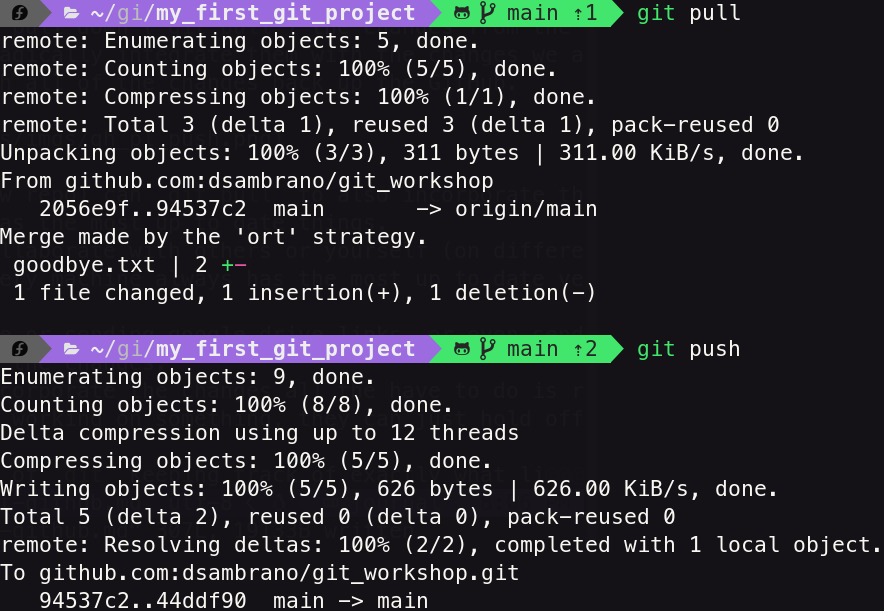 ~/gi/my_first_git_project main ⇡1 git pull
remote: Enumerating objects: 5, done.
remote: Counting objects: 100% (5/5), done.
remote: Compressing objects: 100% (1/1), done.
remote: Total 3 (delta 1), reused 3 (delta 1), pack-reused 0
Unpacking objects: 100% (3/3), 311 bytes | 311.00 KiB/s, done.
From github.com:dsambrano/git_workshop
   2056e9f..94537c2  main       -> origin/main
Merge made by the 'ort' strategy.
 goodbye.txt | 2 +-
 1 file changed, 1 insertion(+), 1 deletion(-)
~/gi/my_first_git_project main ⇡2 git push
Enumerating objects: 9, done.
Counting objects: 100% (8/8), done.
Delta compression using up to 12 threads
Compressing objects: 100% (5/5), done.
Writing objects: 100% (5/5), 626 bytes | 626.00 KiB/s, done.
Total 5 (delta 2), reused 0 (delta 0), pack-reused 0
remote: Resolving deltas: 100% (2/2), completed with 1 local object.
To github.com:dsambrano/git_workshop.git
   94537c2..44ddf90  main -> main